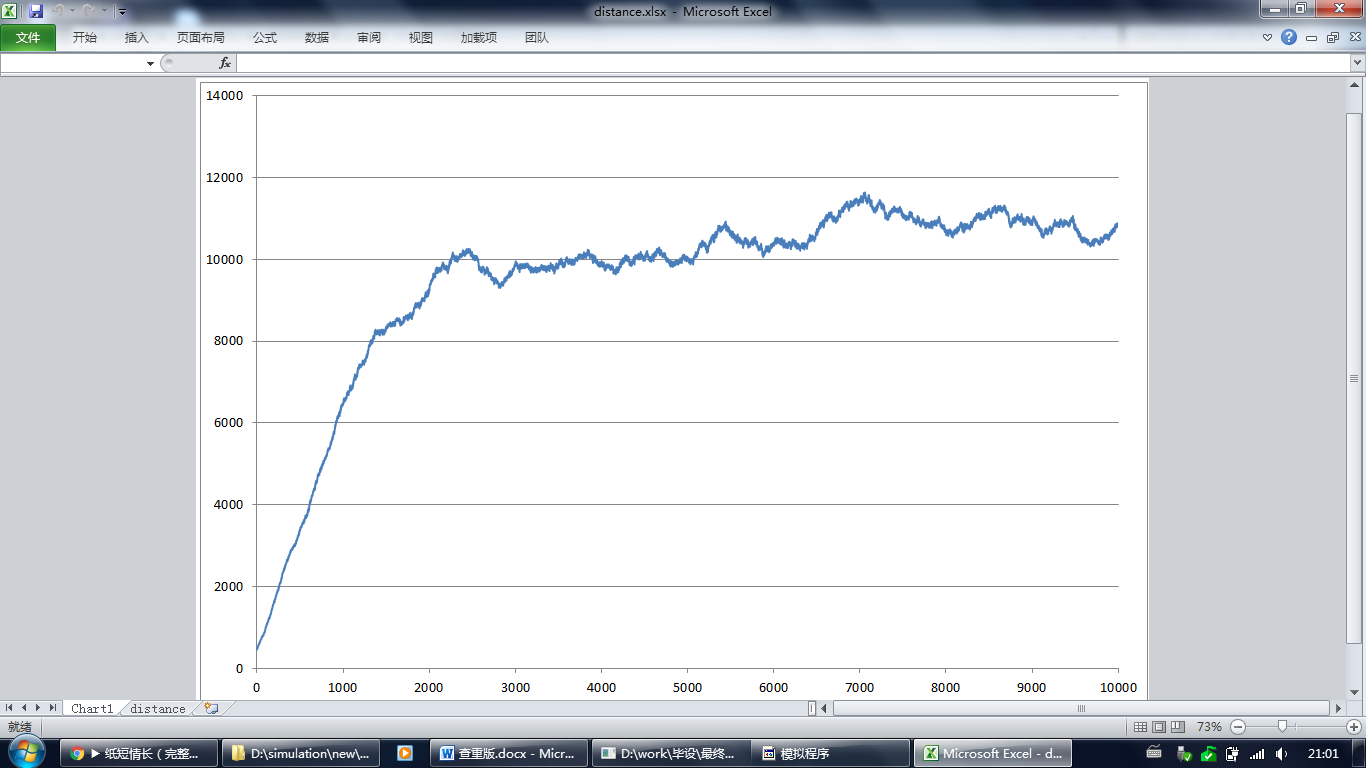 distance.xlsx - Microsoft Excel
文件 开始 插入 页面布局 公式 数据 审阅 视图 加载项 团队
fx
14000
12000
10000
8000
6000
4000
2000
0
0 1000 2000 3000 4000 5000 6000 7000 8000 9000 10000
Chart1 distance
就绪 73%
▶ 纸短情长 ( 完整... D:\simulation\new\... 查重版.docx - Micr... D:\work\毕设\最终... 模拟程序 Microsoft Excel - d... 21:01